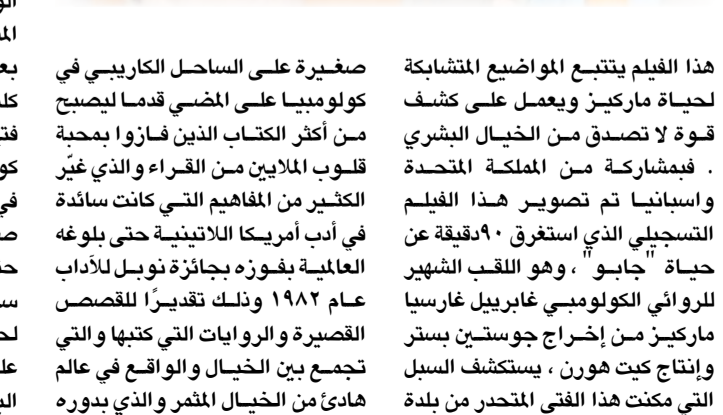 هذا الفيلم يتتبع المواضيع المتشابكة
لحياة ماركيز ويعمل على كشف
قوة لا تصدق من الخيال البشري
. فبمشاركة من المملكة المتحدة
واسبانيا تم تصوير هذا الفيلم
التسجيلي الذي استغرق ٩٠دقيقة عن
حياة "جابو" ، وهو اللقب الشهير
للروائي الكولومبي غابرييل غارسيا
ماركيز من إخراج جوستين بستر
وإنتاج كيت هورن ، يستكشف السبل
التي مكنت هذا الفتى المتحدر من بلدة
صغيرة على الساحل الكاريبي في
كولومبيا على المضي قدما ليصبح
من أكثر الكتاب الذين فازوا بمحبة
قلوب الملايين من القراء والذي غيّر
الكثير من المفاهيم التي كانت سائدة
في أدب أمريكا اللاتينية حتى بلوغه
العالمية بفوزه بجائزة نوبل للآداب
عام ١٩٨٢ وذلك تقديرًا للقصص
القصيرة والروايات التي كتبها والتي
تجمع بين الخيال والواقع في عالم
هادئ من الخيال المثمر والذي بدوره